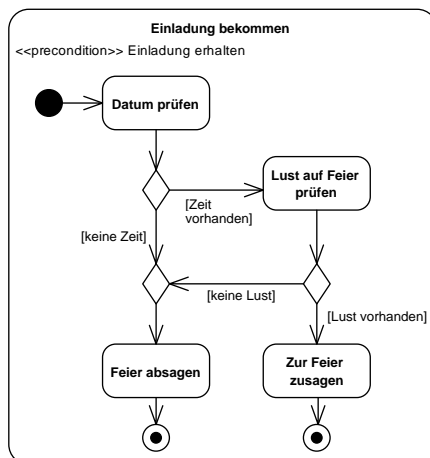 Einladung bekommen
<<precondition>> Einladung erhalten
Datum prüfen
Lust auf Feier
prüfen
[Zeit
vorhanden]
[keine Zeit]
[keine Lust]
[Lust vorhanden]
Feier absagen
Zur Feier
zusagen